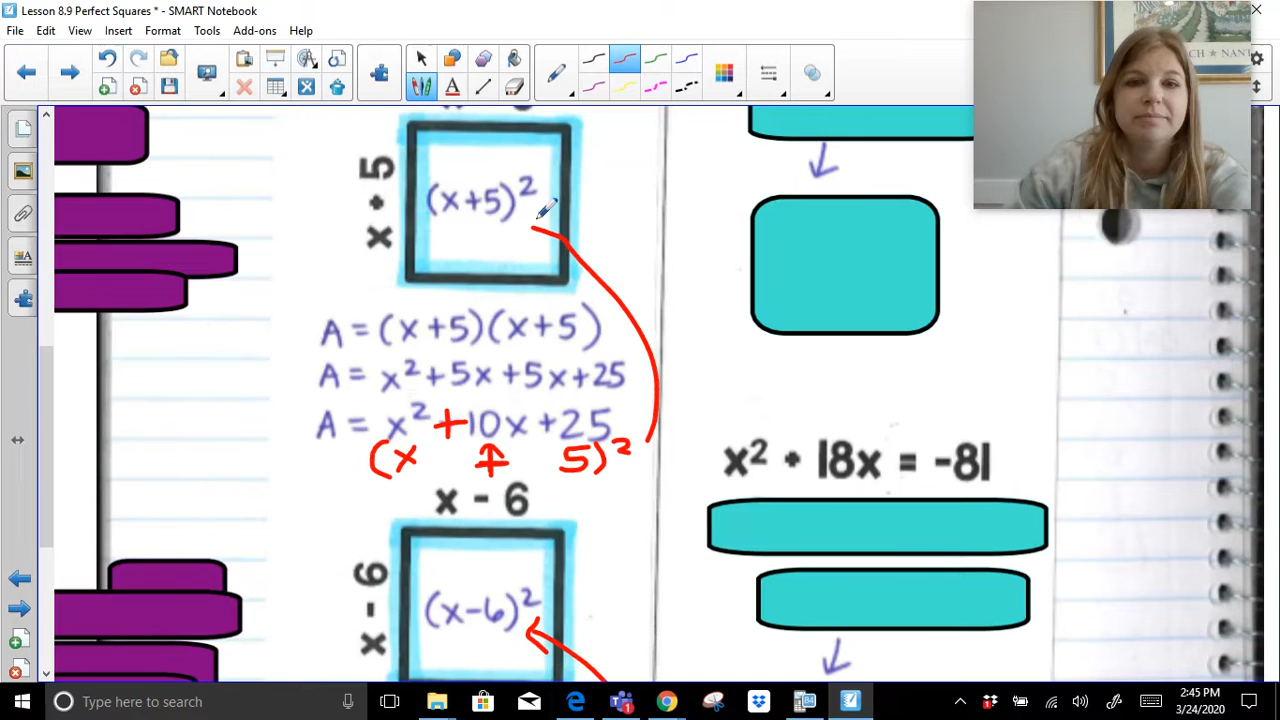 Lesson 8.9 Perfect Squares * - SMART Notebook
File Edit View Insert Format Tools Add-ons Help
CH ★ NANT
x + 5
(x+5)²
A = (x+5)(x+5)
A = x² + 5x + 5x + 25
A = x² + 10x + 25
(x + 5)²
x - 6
x - 6
(x-6)²
x² + 18x = -81
Type here to search
2:45 PM
3/24/2020